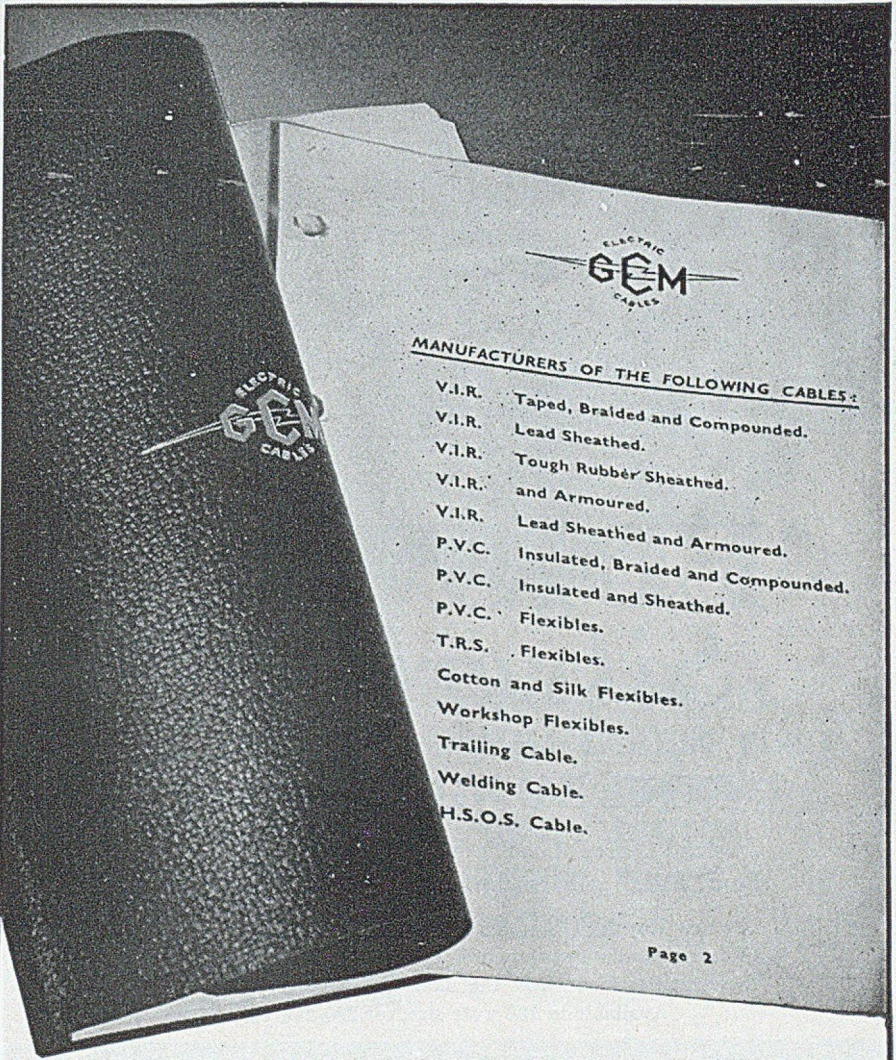 ELECTRIC
GEM
CABLES
ELECTRIC
GEM
CABLES
MANUFACTURERS OF THE FOLLOWING CABLES:
V.I.R. Taped, Braided and Compounded.
V.I.R. Lead Sheathed.
V.I.R. Tough Rubber Sheathed.
V.I.R. and Armoured.
V.I.R. Lead Sheathed and Armoured.
P.V.C. Insulated, Braided and Compounded.
P.V.C. Insulated and Sheathed.
P.V.C. Flexibles.
T.R.S. Flexibles.
Cotton and Silk Flexibles.
Workshop Flexibles.
Trailing Cable.
Welding Cable.
H.S.O.S. Cable.
Page 2